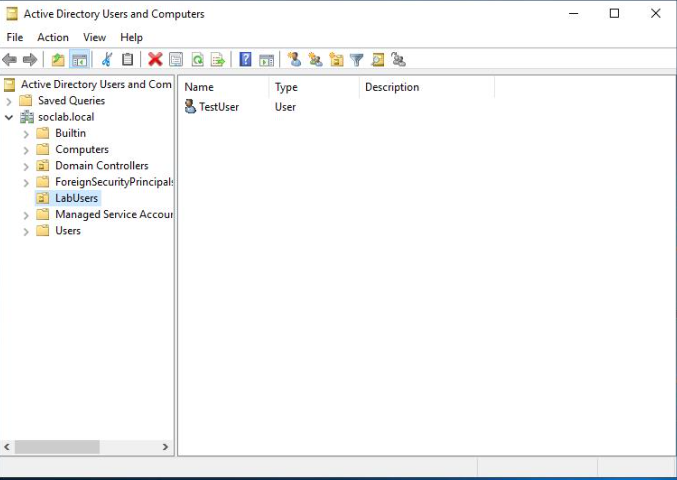 Active Directory Users and Computers
File Action View Help
Active Directory Users and Com
Saved Queries
soclab.local
Builtin
Computers
Domain Controllers
ForeignSecurityPrincipals
LabUsers
Managed Service Accour
Users
Name Type Description
TestUser User